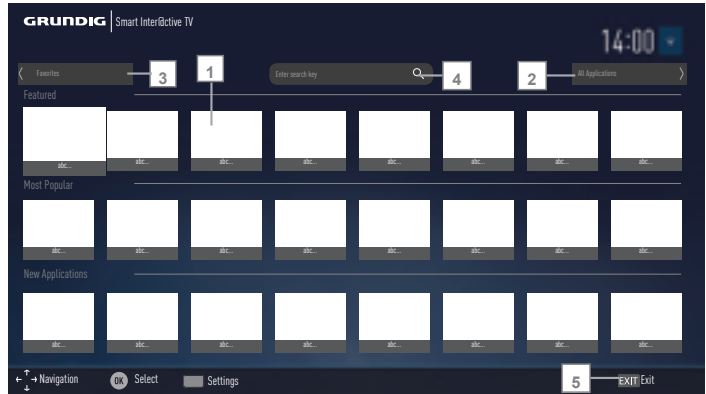 GRUNDIG Smart Inter@ctive TV
14:00
Favorites 3 1 Enter search key 4 2 All Applications
Featured
abc... abc... abc... abc... abc... abc... abc... abc...
Most Popular
abc... abc... abc... abc... abc... abc... abc... abc...
New Applications
abc... abc... abc... abc... abc... abc... abc... abc...
Navigation OK Select Settings 5 EXIT Exit